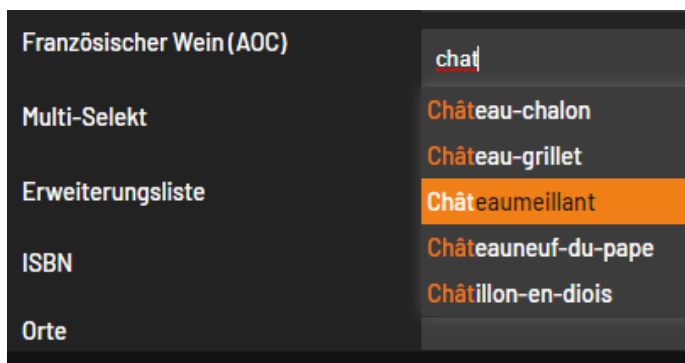 Französischer Wein (AOC)
chat
Multi-Selekt
Château-chalon
Château-grillet
Erweiterungsliste
Châteaumeillant
Châteauneuf-du-pape
ISBN
Châtillon-en-diois
Orte